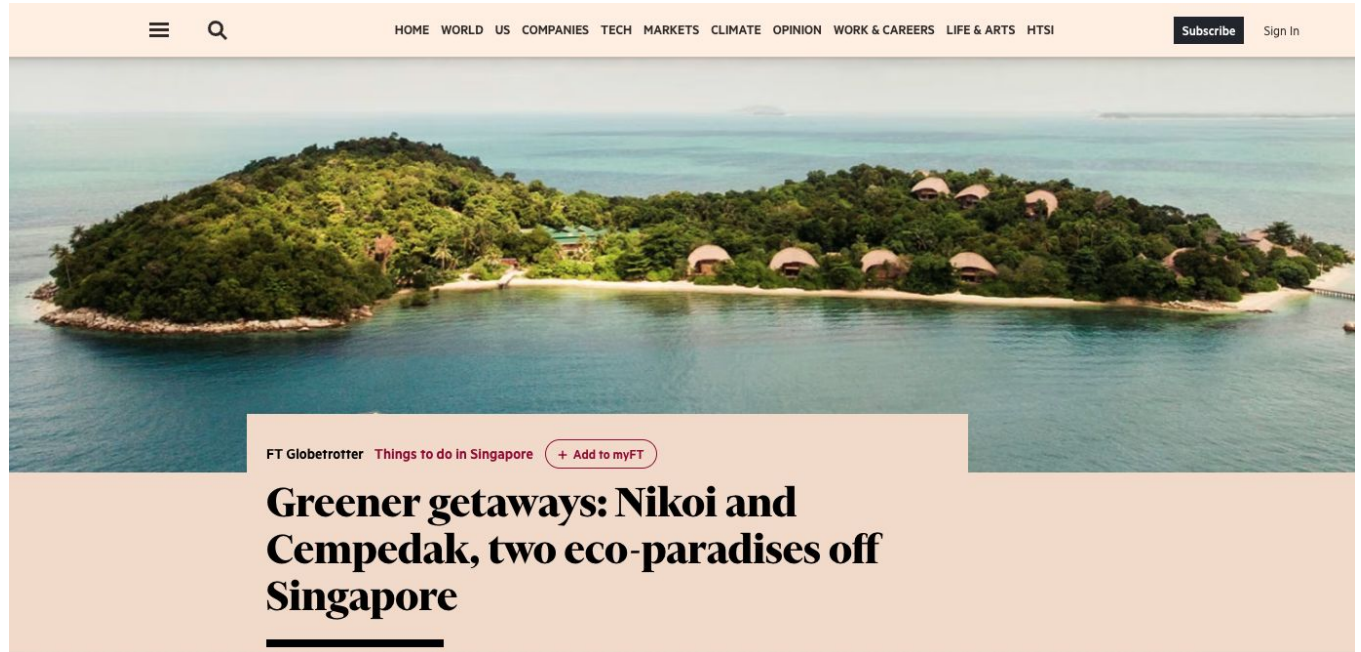 HOME WORLD US COMPANIES TECH MARKETS CLIMATE OPINION WORK & CAREERS LIFE & ARTS HTSI Subscribe Sign In
FT Globetrotter Things to do in Singapore + Add to myFT
Greener getaways: Nikoi and
Cempedak, two eco-paradises off
Singapore